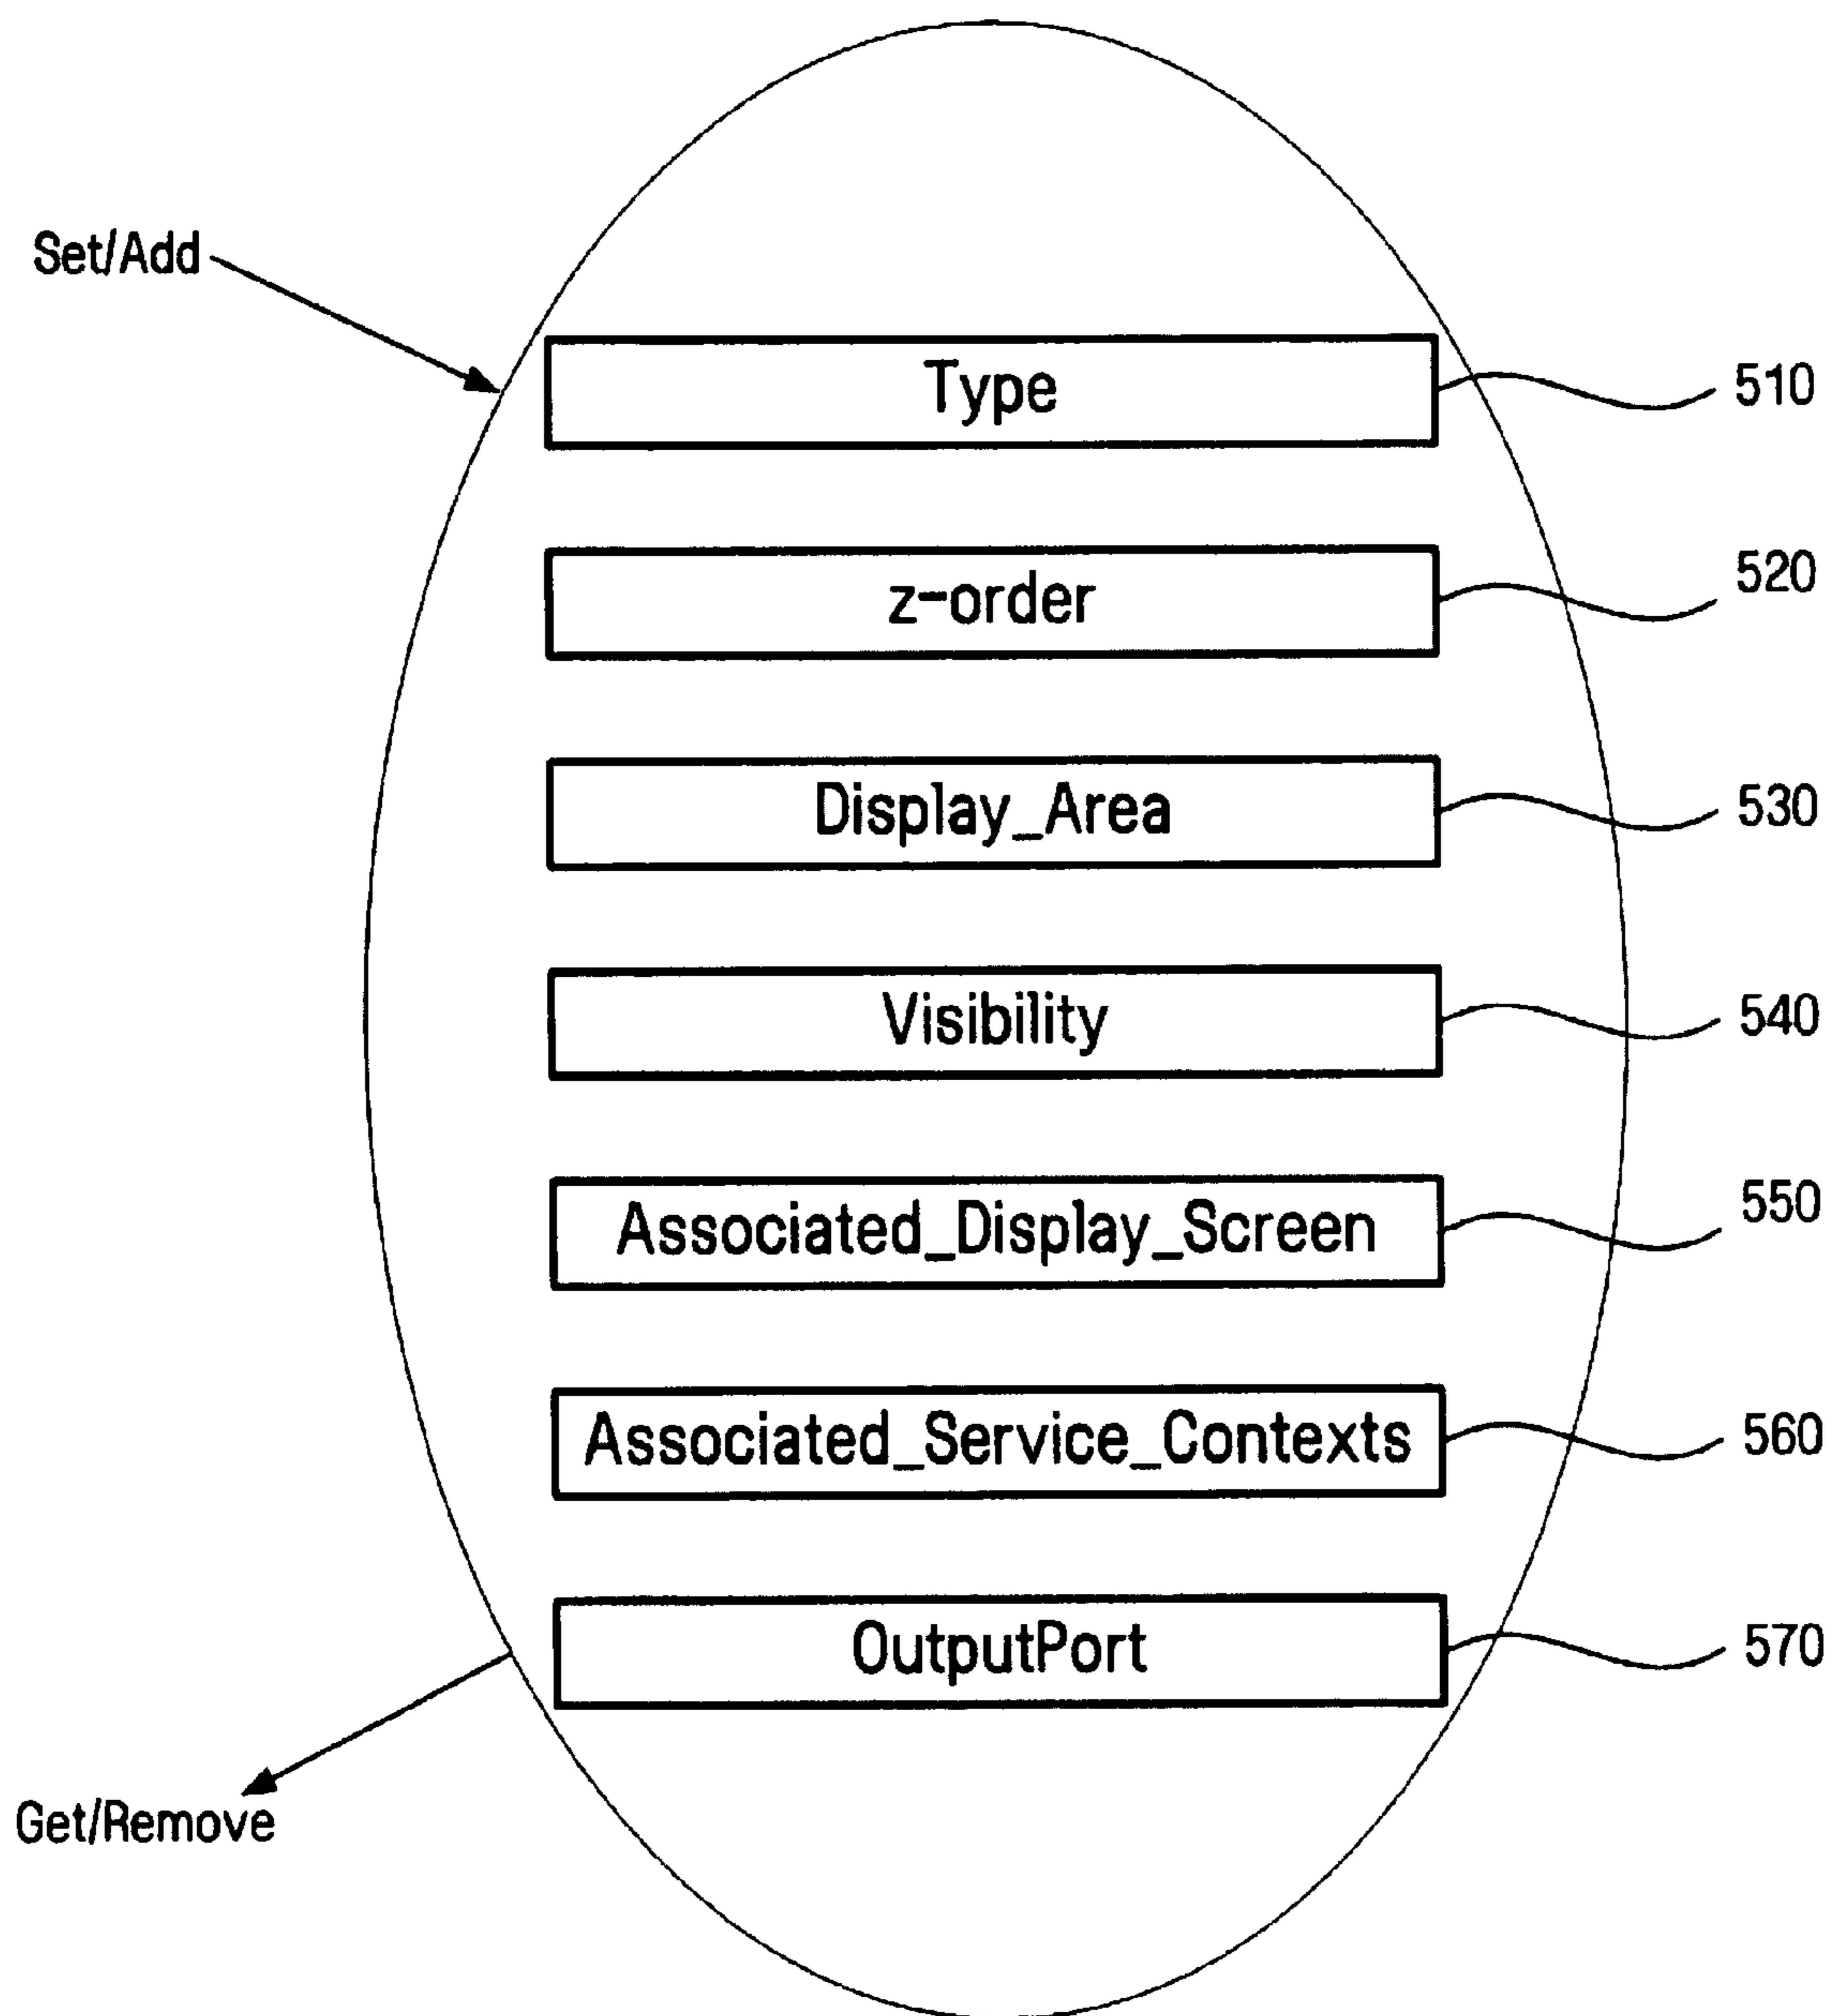 Set/Add
Type 510
z-order 520
Display_Area 530
Visibility 540
Associated_Display_Screen 550
Associated_Service_Contexts 560
OutputPort 570
Get/Remove